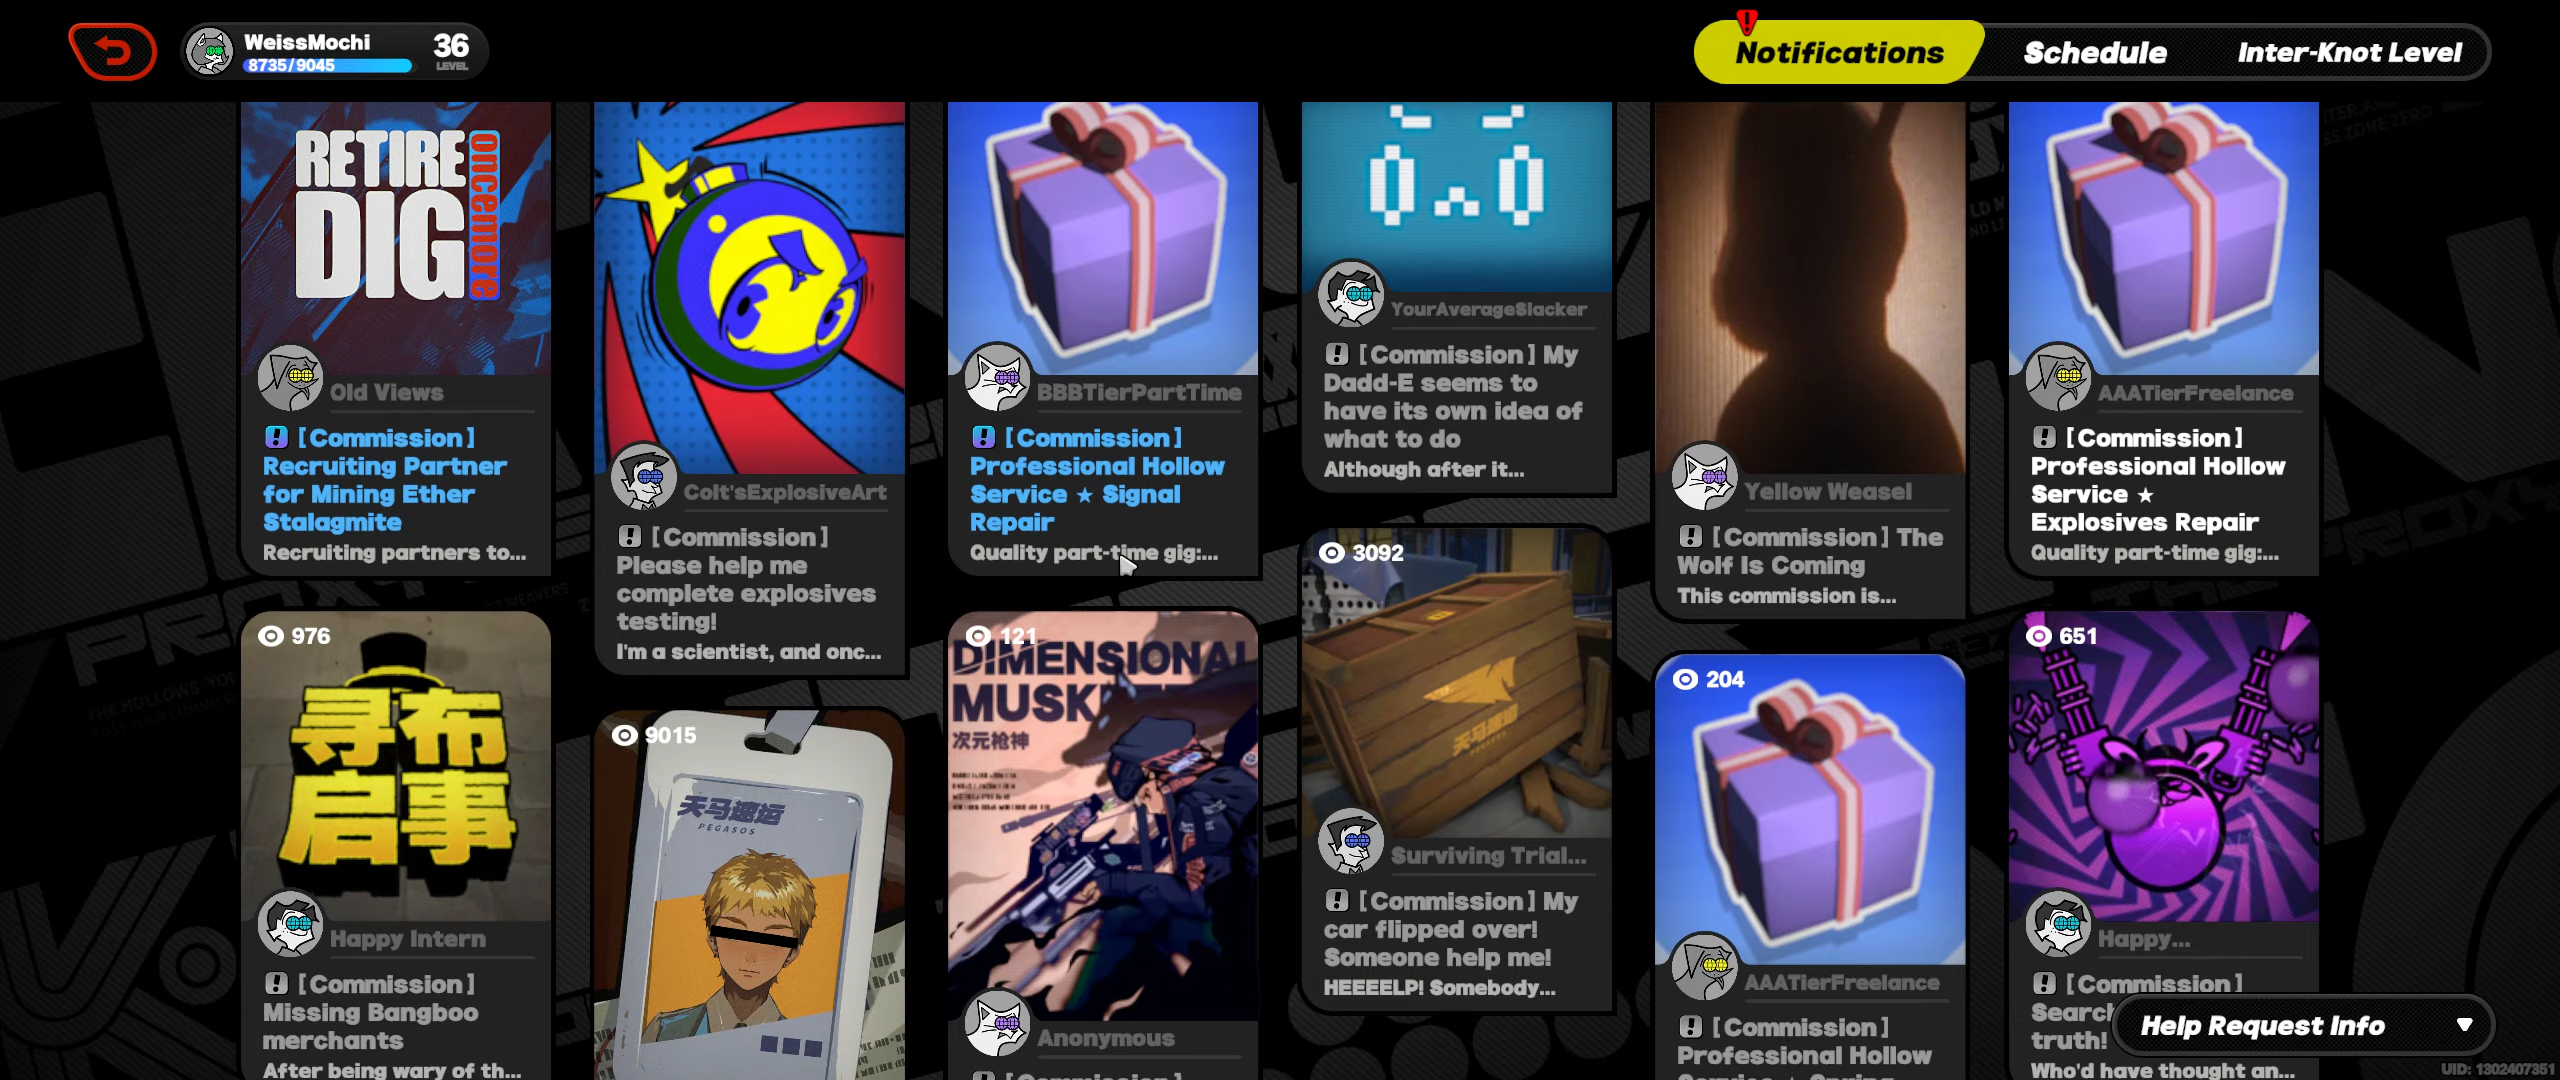 WeissMochi
8735/9045
36
LEVEL
Notifications
Schedule
Inter-Knot Level
RETIRE
DIG
oncemore
Old Views
[Commission]
Recruiting Partner
for Mining Ether
Stalagmite
Recruiting partners to...
976
寻布
启事
Happy Intern
[Commission]
Missing Bangboo
merchants
After being wary of th...
Colt'sExplosiveArt
[Commission]
Please help me
complete explosives
testing!
I'm a scientist, and onc...
9015
天马速运
PEGASOS
BBBTierPartTime
[Commission]
Professional Hollow
Service ★ Signal
Repair
Quality part-time gig:...
121
DIMENSIONAL
MUSK
次元枪神
Anonymous
[Commission]
YourAverageSlacker
[Commission] My
Dadd-E seems to
have its own idea of
what to do
Although after it...
3092
天马速运
Surviving Trial...
[Commission] My
car flipped over!
Someone help me!
HEEEELP! Somebody...
Yellow Weasel
[Commission] The
Wolf Is Coming
This commission is...
204
AAATierFreelance
[Commission]
Professional Hollow
AAATierFreelance
[Commission]
Professional Hollow
Service ★
Explosives Repair
Quality part-time gig:...
651
Happy...
[Commission]
truth!
Who'd have thought an...
Help Request Info
UID: 1302407351